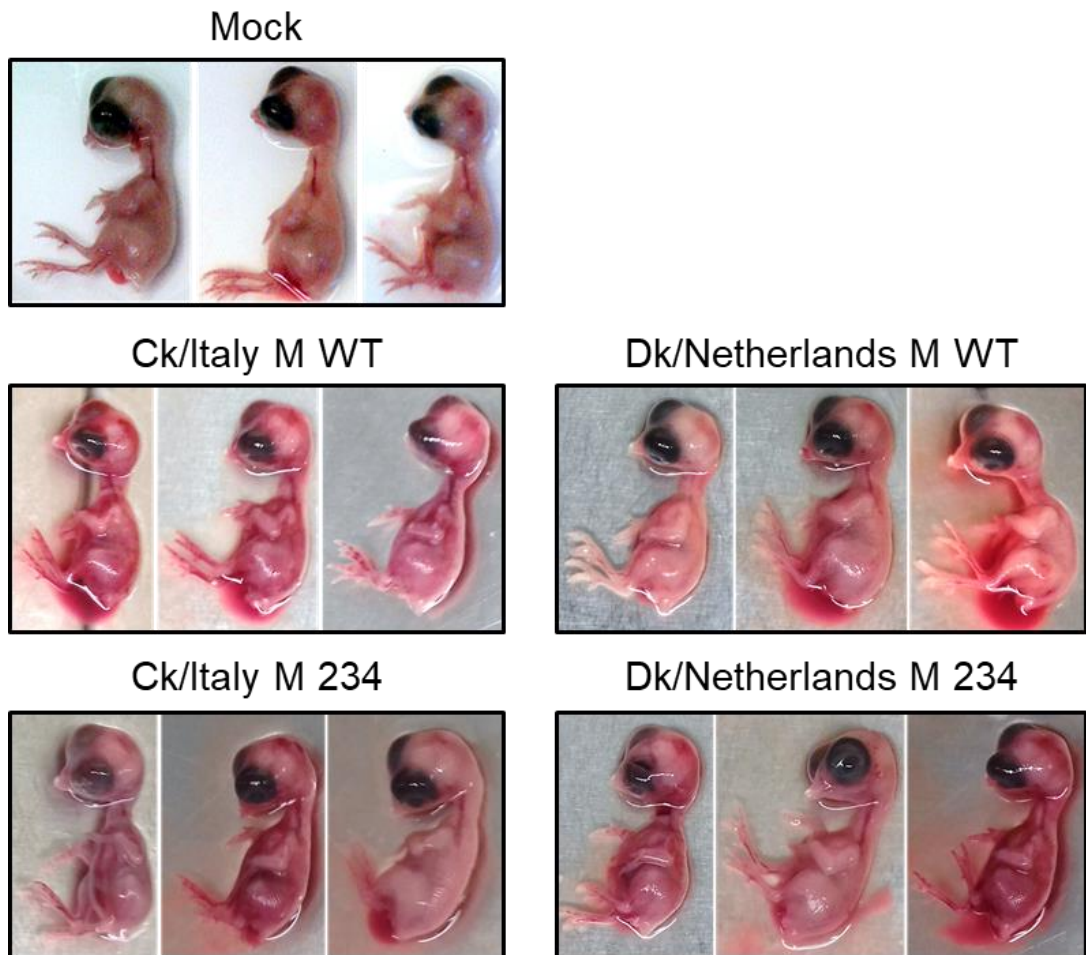 Mock
Ck/Italy M WT
Dk/Netherlands M WT
Ck/Italy M 234
Dk/Netherlands M 234